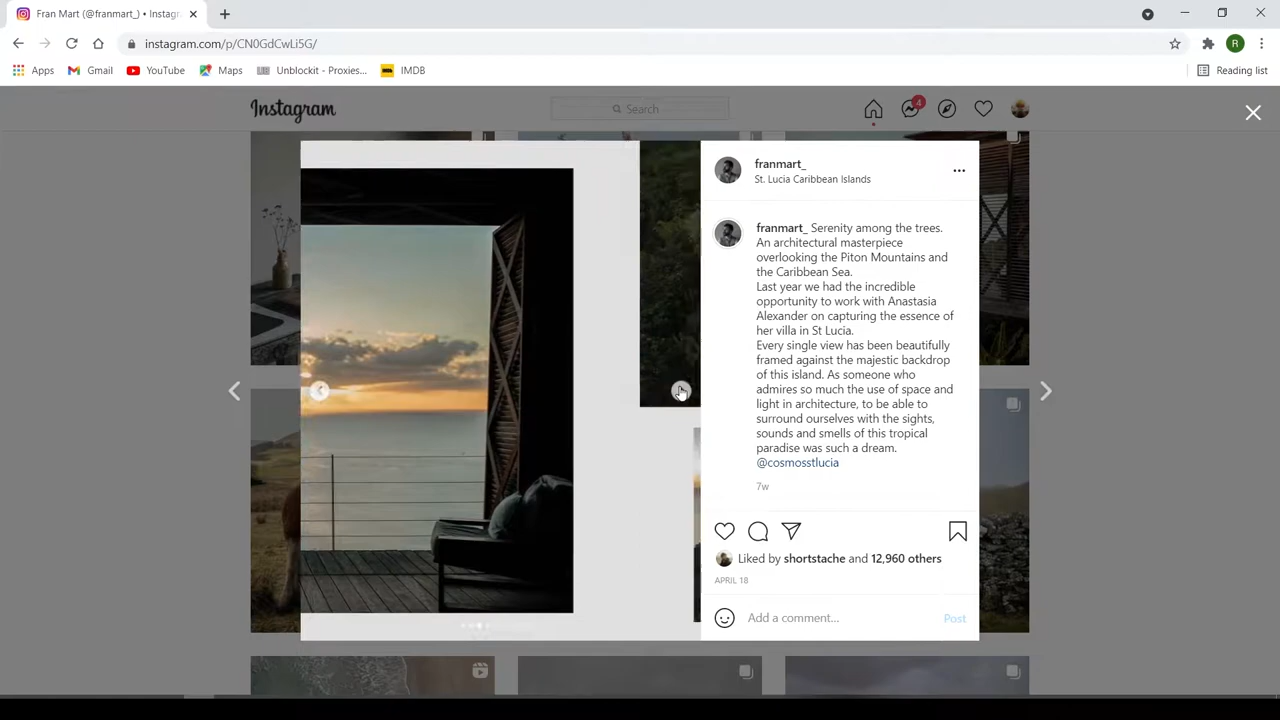 Fran Mart (@franmart_) • Instagr
instagram.com/p/CN0GdCwLi5G/
Apps
Gmail
YouTube
Maps
Unblockit - Proxies...
IMDB
Reading list
R
Instagram
Search
4
franmart_
St. Lucia Caribbean Islands
franmart_ Serenity among the trees.
An architectural masterpiece
overlooking the Piton Mountains and
the Caribbean Sea.
Last year we had the incredible
opportunity to work with Anastasia
Alexander on capturing the essence of
her villa in St Lucia.
Every single view has been beautifully
framed against the majestic backdrop
of this island. As someone who
admires so much the use of space and
light in architecture, to be able to
surround ourselves with the sights,
sounds and smells of this tropical
paradise was such a dream.
@cosmosstlucia
7w
Liked by shortstache and 12,960 others
APRIL 18
Add a comment...
Post